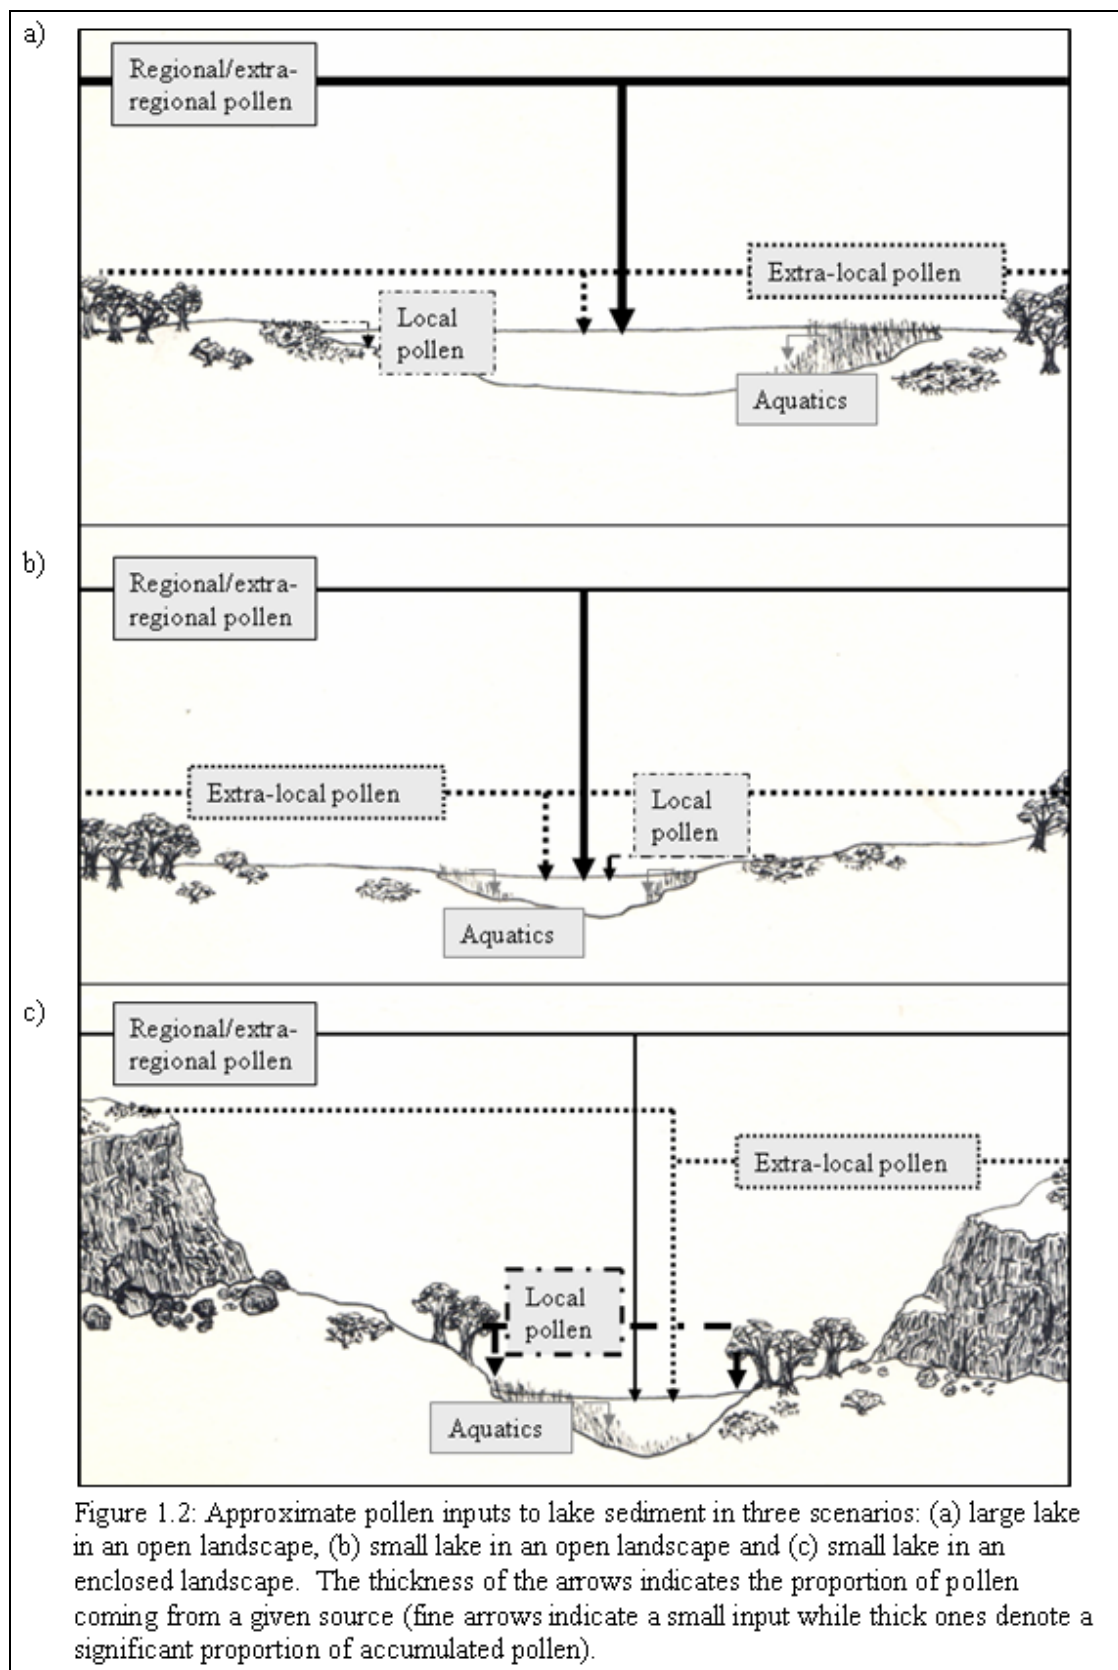 a)
Regional/extra-
regional pollen
Extra-local pollen
Local
pollen
Aquatics
b)
Regional/extra-
regional pollen
Extra-local pollen
Local
pollen
Aquatics
c)
Regional/extra-
regional pollen
Extra-local pollen
Local
pollen
Aquatics
Figure 1.2: Approximate pollen inputs to lake sediment in three scenarios: (a) large lake
in an open landscape, (b) small lake in an open landscape and (c) small lake in an
enclosed landscape. The thickness of the arrows indicates the proportion of pollen
coming from a given source (fine arrows indicate a small input while thick ones denote a
significant proportion of accumulated pollen).